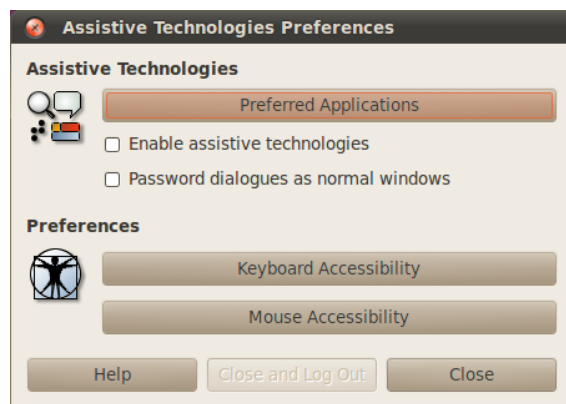 Assistive Technologies Preferences
Assistive Technologies
Preferred Applications
Enable assistive technologies
Password dialogues as normal windows
Preferences
Keyboard Accessibility
Mouse Accessibility
Help Close and Log Out Close